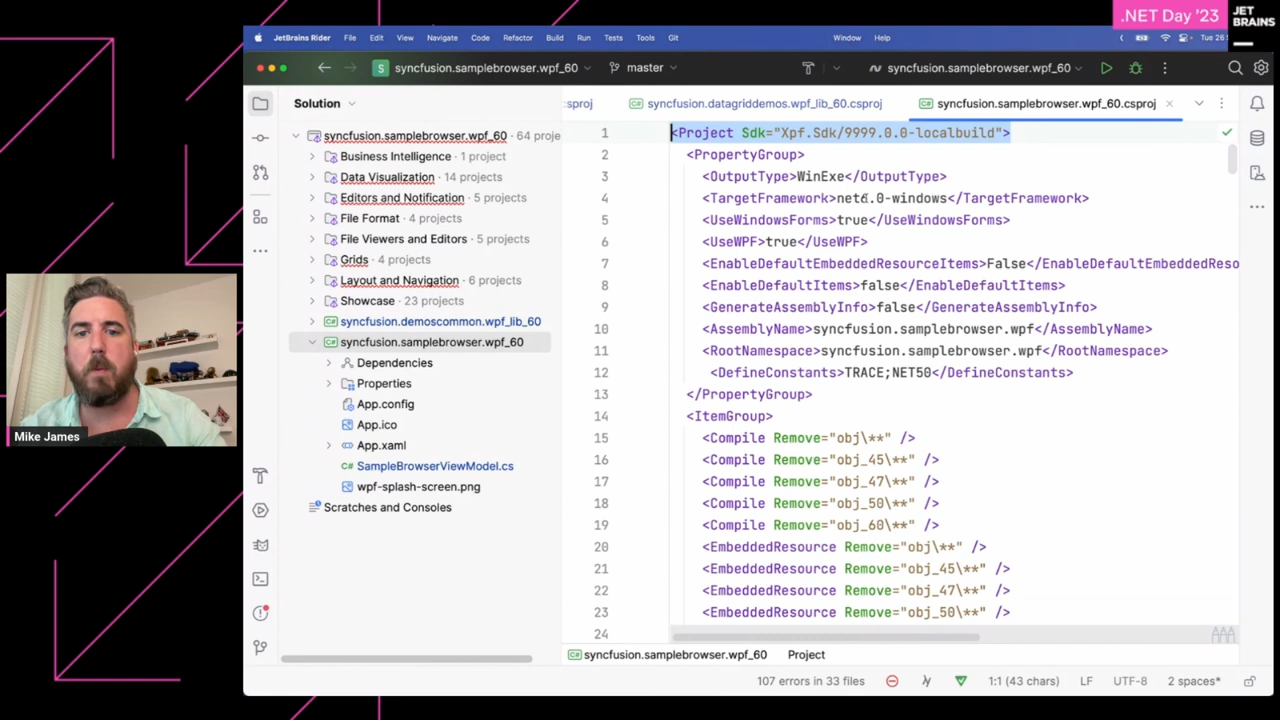 .NET Day '23
JET
BRAINS
JetBrains Rider File Edit View Navigate Code Refactor Build Run Tests Tools Git Window Help Tue 26
S syncfusion.samplebrowser.wpf_60 master syncfusion.samplebrowser.wpf_60
Solution
:sproj C# syncfusion.datagriddemos.wpf_lib_60.csproj C# syncfusion.samplebrowser.wpf_60.csproj
syncfusion.samplebrowser.wpf_60 · 64 proje
Business Intelligence · 1 project
Data Visualization · 14 projects
Editors and Notification · 5 projects
File Format · 4 projects
File Viewers and Editors · 5 projects
Grids · 4 projects
Layout and Navigation · 6 projects
Showcase · 23 projects
C# syncfusion.demoscommon.wpf_lib_60
C# syncfusion.samplebrowser.wpf_60
Dependencies
Properties
App.config
App.ico
App.xaml
C# SampleBrowserViewModel.cs
wpf-splash-screen.png
Scratches and Consoles
1 <Project Sdk="Xpf.Sdk/9999.0.0-localbuild">
2 <PropertyGroup>
3 <OutputType>WinExe</OutputType>
4 <TargetFramework>net6.0-windows</TargetFramework>
5 <UseWindowsForms>true</UseWindowsForms>
6 <UseWPF>true</UseWPF>
7 <EnableDefaultEmbeddedResourceItems>False</EnableDefaultEmbeddedReso
8 <EnableDefaultItems>false</EnableDefaultItems>
9 <GenerateAssemblyInfo>false</GenerateAssemblyInfo>
10 <AssemblyName>syncfusion.samplebrowser.wpf</AssemblyName>
11 <RootNamespace>syncfusion.samplebrowser.wpf</RootNamespace>
12 <DefineConstants>TRACE;NET50</DefineConstants>
13 </PropertyGroup>
14 <ItemGroup>
15 <Compile Remove="obj\**" />
16 <Compile Remove="obj_45\**" />
17 <Compile Remove="obj_47\**" />
18 <Compile Remove="obj_50\**" />
19 <Compile Remove="obj_60\**" />
20 <EmbeddedResource Remove="obj\**" />
21 <EmbeddedResource Remove="obj_45\**" />
22 <EmbeddedResource Remove="obj_47\**" />
23 <EmbeddedResource Remove="obj_50\**" />
24
C# syncfusion.samplebrowser.wpf_60 Project
107 errors in 33 files 1:1 (43 chars) LF UTF-8 2 spaces*
Mike James